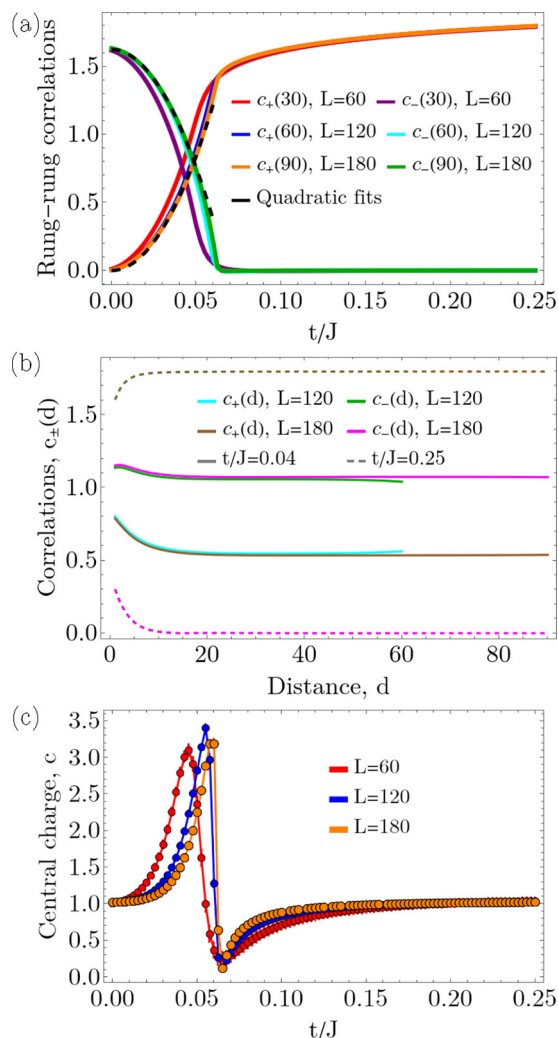 (a)
Rung–rung correlations
1.5
1.0
0.5
0.0
c₊(30), L=60 c₋(30), L=60
c₊(60), L=120 c₋(60), L=120
c₊(90), L=180 c₋(90), L=180
Quadratic fits
0.00 0.05 0.10 0.15 0.20 0.25
t/J
(b)
Correlations, c±(d)
1.5
1.0
0.5
0.0
c₊(d), L=120 c₋(d), L=120
c₊(d), L=180 c₋(d), L=180
t/J=0.04 t/J=0.25
0 20 40 60 80
Distance, d
(c)
Central charge, c
3.5
3.0
2.5
2.0
1.5
1.0
0.5
0.0
L=60
L=120
L=180
0.00 0.05 0.10 0.15 0.20 0.25
t/J